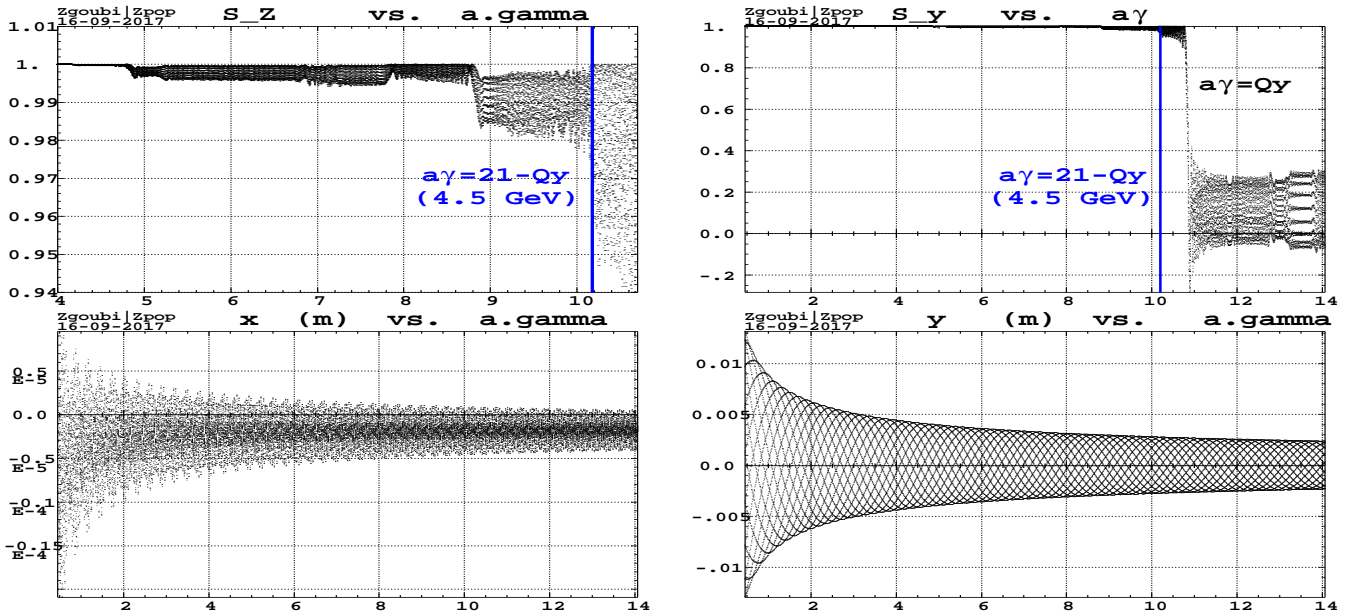 Zgoubi|Zpop
16-09-2017
S_Z vs. a.gamma
1.01
1.
0.99
0.98
0.97
0.96
0.95
0.94
aγ=21-Qy
(4.5 GeV)
4 5 6 7 8 9 10
Zgoubi|Zpop
16-09-2017
S_y vs. aγ
1.
0.8
0.6
0.4
0.2
0.0
-.2
aγ=Qy
aγ=21-Qy
(4.5 GeV)
2 4 6 8 10 12 14
Zgoubi|Zpop
16-09-2017
x (m) vs. a.gamma
0.5
E-5
0.0
-0.5
E-5
-0.1
E-4
-0.15
E-4
2 4 6 8 10 12 14
Zgoubi|Zpop
16-09-2017
y (m) vs. a.gamma
0.01
0.005
0.0
-.005
-.01
2 4 6 8 10 12 14